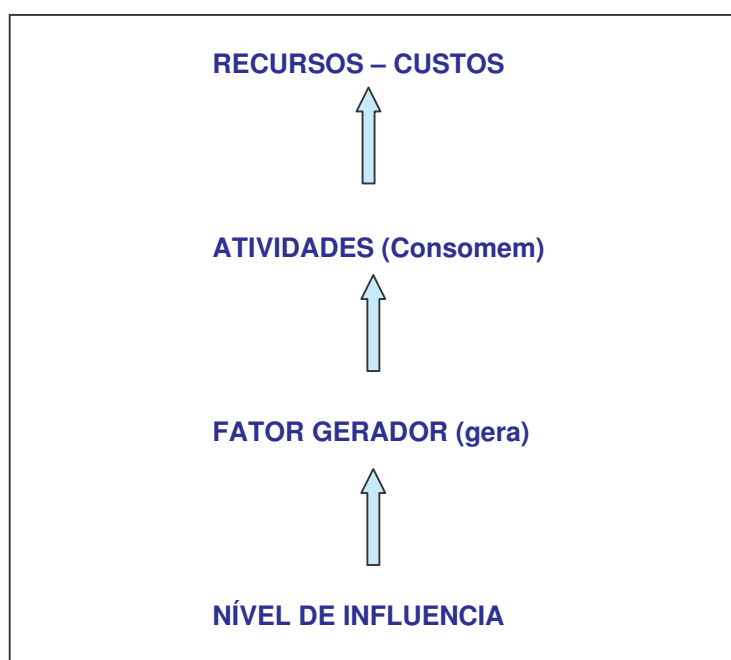 RECURSOS – CUSTOS
ATIVIDADES (Consomem)
FATOR GERADOR (gera)
NÍVEL DE INFLUENCIA